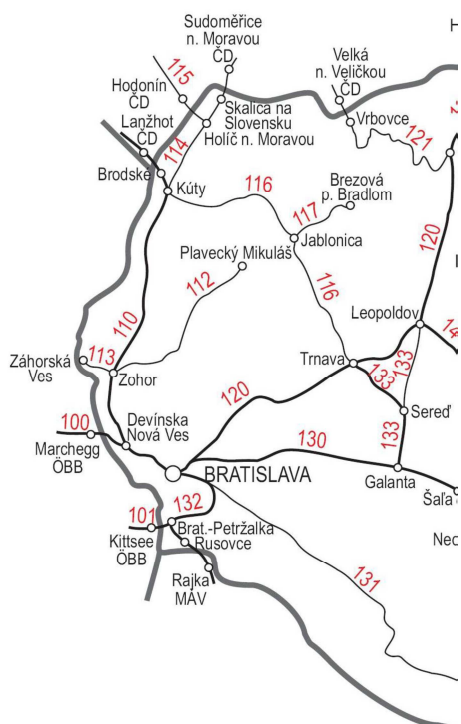 H
Sudoměřice
n. Moravou
ČD
115
Velká
n. Veličkou
ČD
Hodonín
ČD
Skalica na
Slovensku
Vrbovce
Lanžhot
ČD
Holíč n. Moravou
121
114
Brodské
Kúty
116
Brezová
p. Bradlom
117
Jablonica
120
Plavecký Mikuláš
112
116
110
Leopoldov
14
133
Záhorská
Ves
113
Zohor
Trnava
133
120
Sereď
100
Devínska
Nová Ves
130
133
Marchegg
ÖBB
BRATISLAVA
Galanta
Šaľa
132
101
Brat.-Petržalka
Kittsee
ÖBB
Rusovce
Rajka
MÁV
131